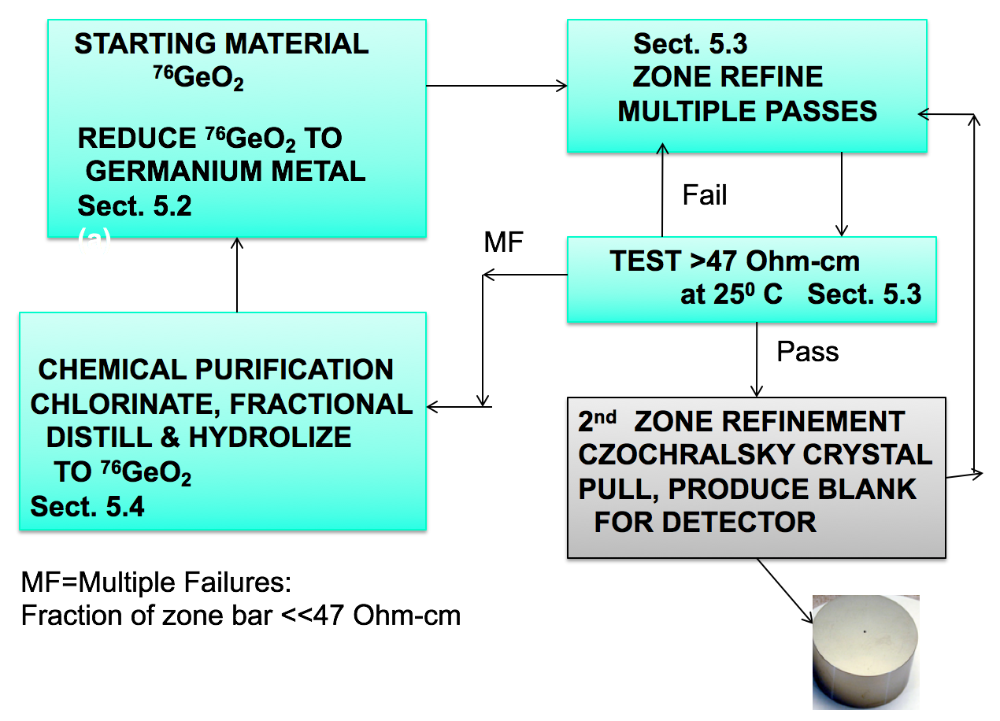 STARTING MATERIAL
⁷⁶GeO₂
REDUCE ⁷⁶GeO₂ TO
GERMANIUM METAL
Sect. 5.2
(a)
Sect. 5.3
ZONE REFINE
MULTIPLE PASSES
Fail
MF
TEST >47 Ohm-cm
at 25⁰ C Sect. 5.3
Pass
CHEMICAL PURIFICATION
CHLORINATE, FRACTIONAL
DISTILL & HYDROLIZE
TO ⁷⁶GeO₂
Sect. 5.4
2ⁿᵈ ZONE REFINEMENT
CZOCHRALSKY CRYSTAL
PULL, PRODUCE BLANK
FOR DETECTOR
MF=Multiple Failures:
Fraction of zone bar <<47 Ohm-cm